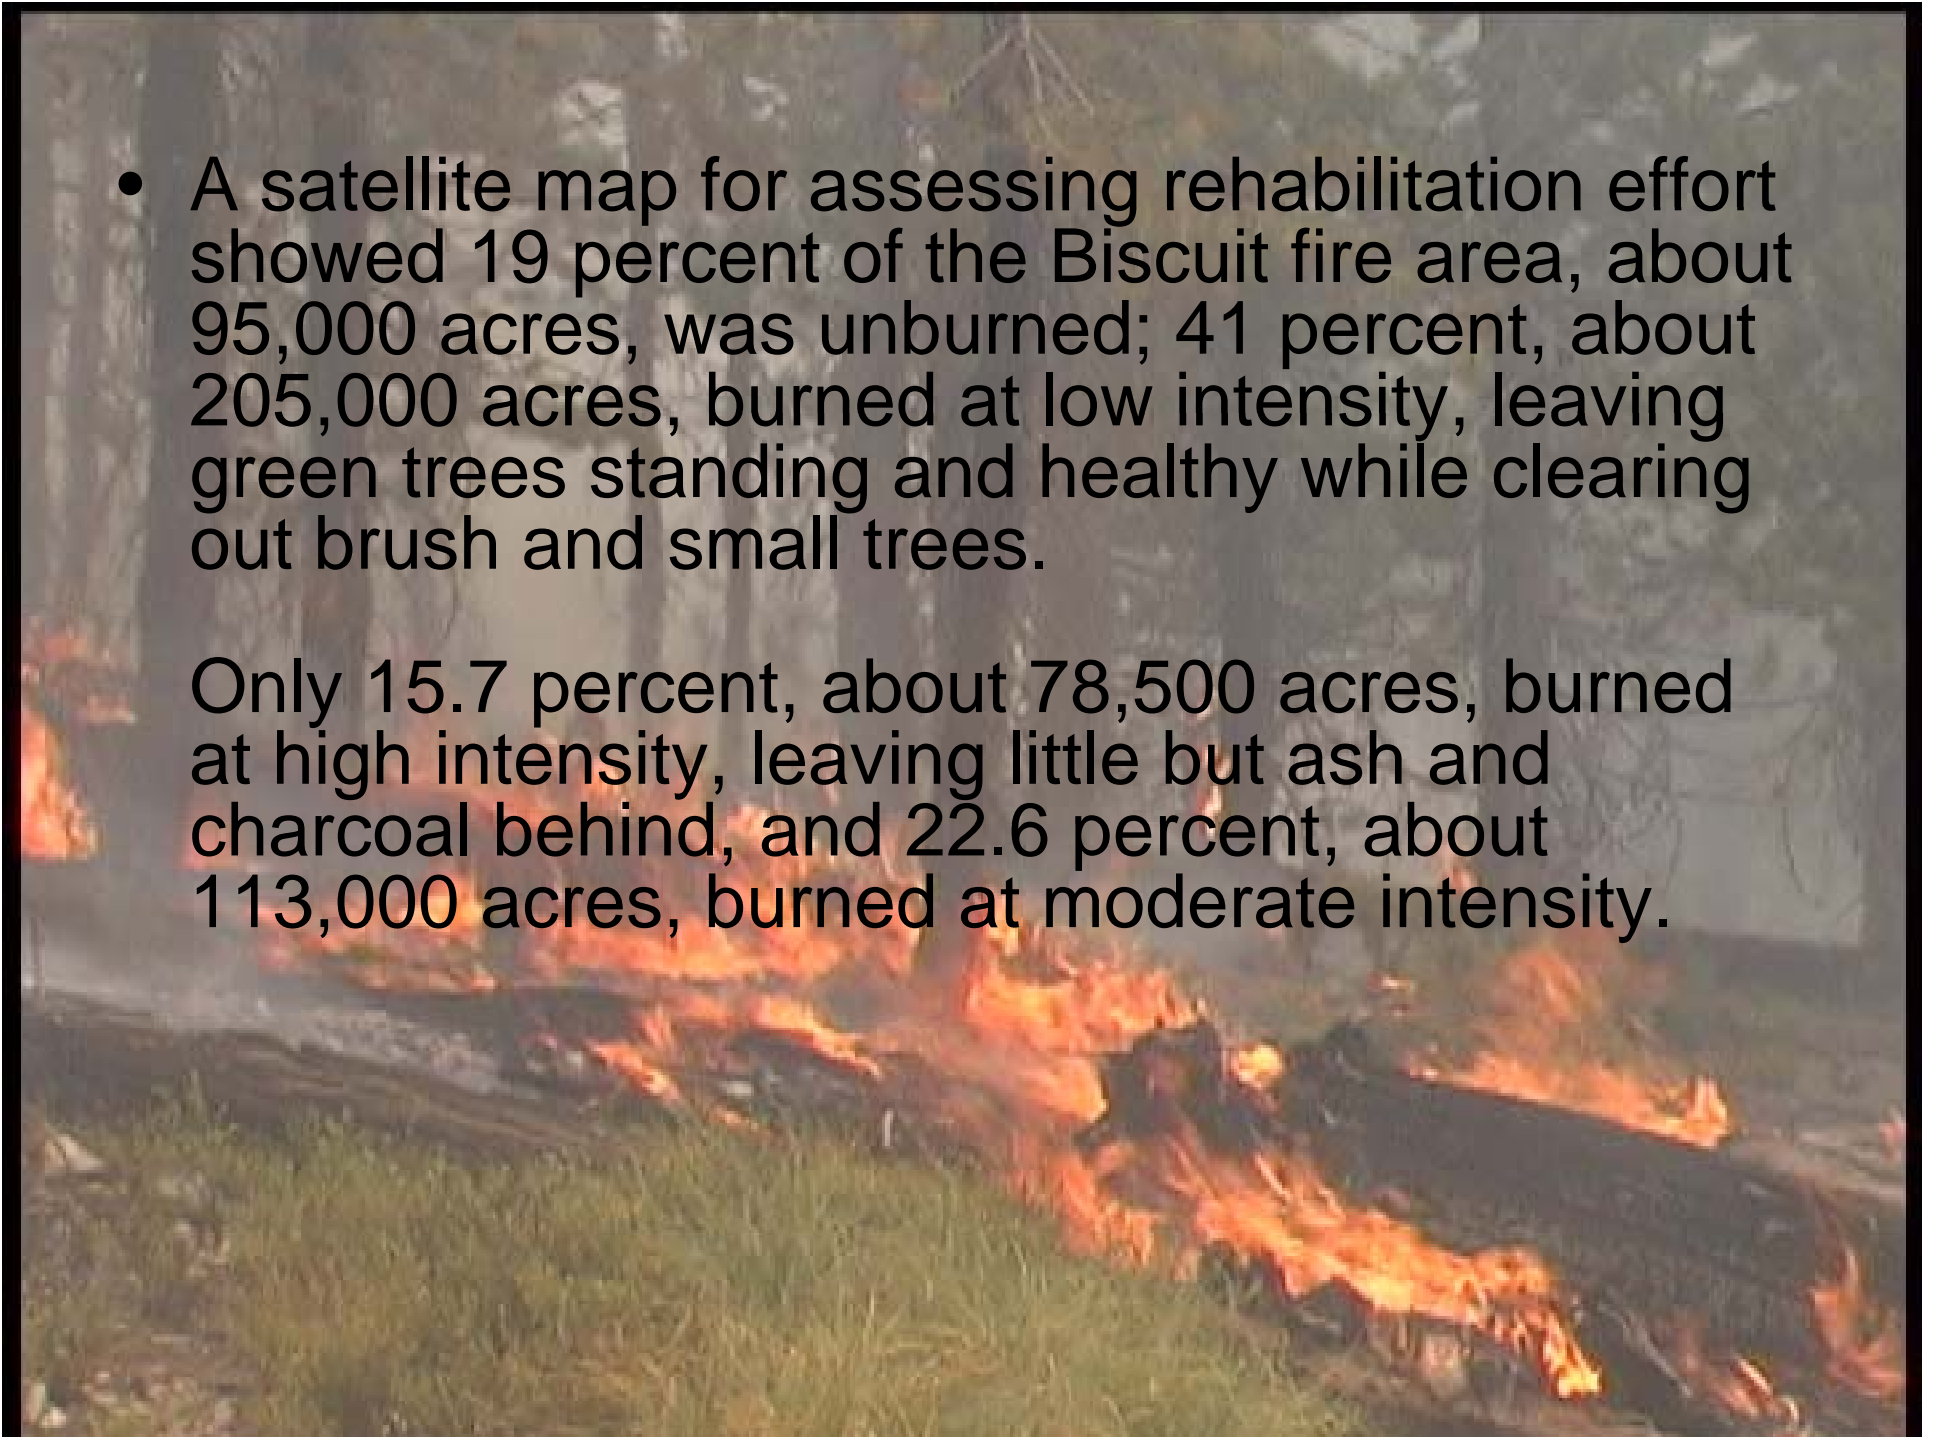 • A satellite map for assessing rehabilitation effort
showed 19 percent of the Biscuit fire area, about
95,000 acres, was unburned; 41 percent, about
205,000 acres, burned at low intensity, leaving
green trees standing and healthy while clearing
out brush and small trees.
Only 15.7 percent, about 78,500 acres, burned
at high intensity, leaving little but ash and
charcoal behind, and 22.6 percent, about
113,000 acres, burned at moderate intensity.